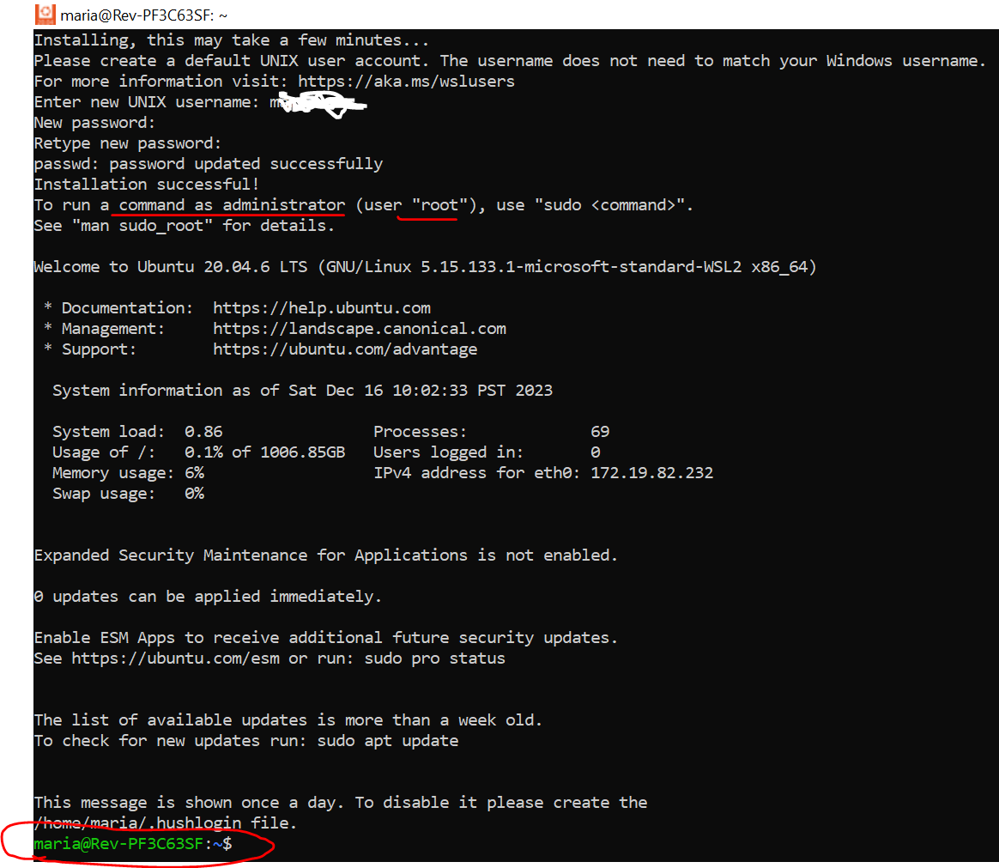 maria@Rev-PF3C63SF: ~
Installing, this may take a few minutes...
Please create a default UNIX user account. The username does not need to match your Windows username.
For more information visit: https://aka.ms/wslusers
Enter new UNIX username:
New password:
Retype new password:
passwd: password updated successfully
Installation successful!
To run a command as administrator (user "root"), use "sudo <command>".
See "man sudo_root" for details.
Welcome to Ubuntu 20.04.6 LTS (GNU/Linux 5.15.133.1-microsoft-standard-WSL2 x86_64)
* Documentation: https://help.ubuntu.com
* Management: https://landscape.canonical.com
* Support: https://ubuntu.com/advantage
System information as of Sat Dec 16 10:02:33 PST 2023
System load: 0.86 Processes: 69
Usage of /: 0.1% of 1006.85GB Users logged in: 0
Memory usage: 6% IPv4 address for eth0: 172.19.82.232
Swap usage: 0%
Expanded Security Maintenance for Applications is not enabled.
0 updates can be applied immediately.
Enable ESM Apps to receive additional future security updates.
See https://ubuntu.com/esm or run: sudo pro status
The list of available updates is more than a week old.
To check for new updates run: sudo apt update
This message is shown once a day. To disable it please create the
/home/maria/.hushlogin file.
maria@Rev-PF3C63SF:~$